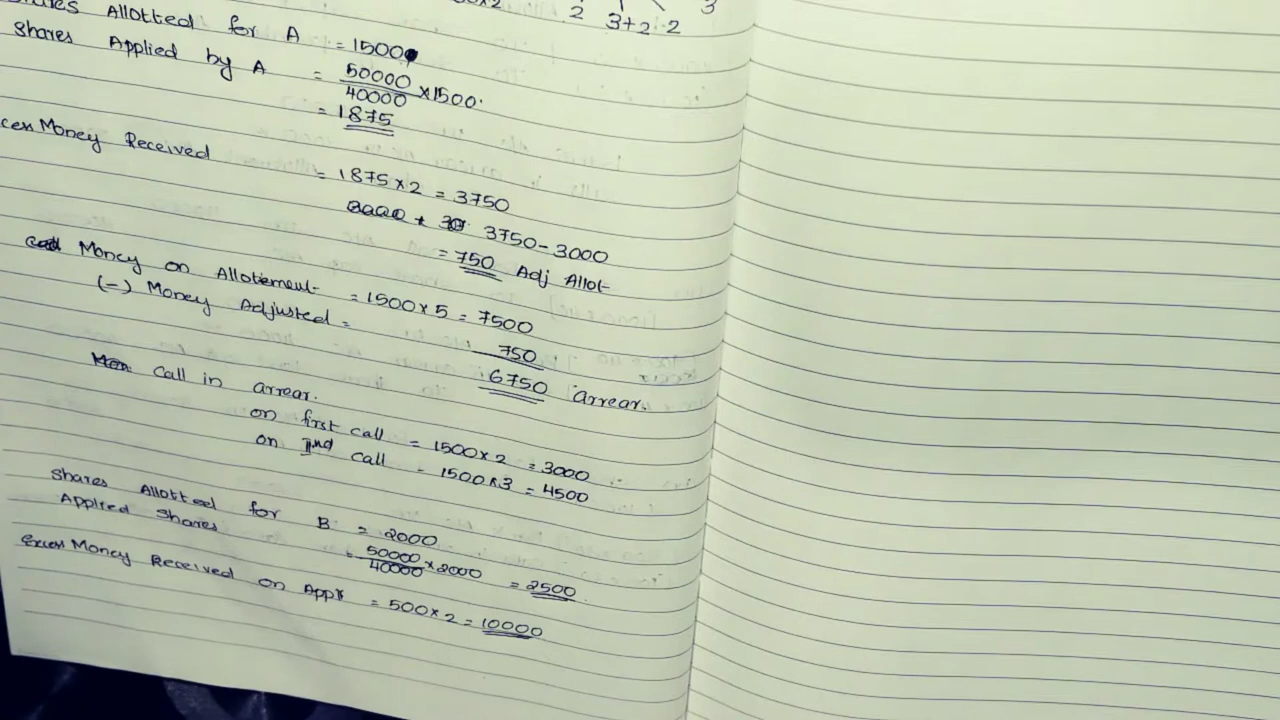 2 3+2 2 3
Shares Allotted for A = 1500
Shares Applied by A = 50000/40000 × 1500.
= 1875
cess Money Received
= 1875 × 2 = 3750
3750 - 3000
= 750 Adj Allot
Money on Allotement = 1500 × 5 = 7500
(-) Money Adjusted = 750
6750 arrear.
Call in arrear.
on first call = 1500 × 2 = 3000
on IInd call - 1500 × 3 = 4500
Shares Allotted for B = 2000
Applied Shares = 50000/40000 × 2000 = 2500
Excess Money Received on App = 500 × 2 = 10000